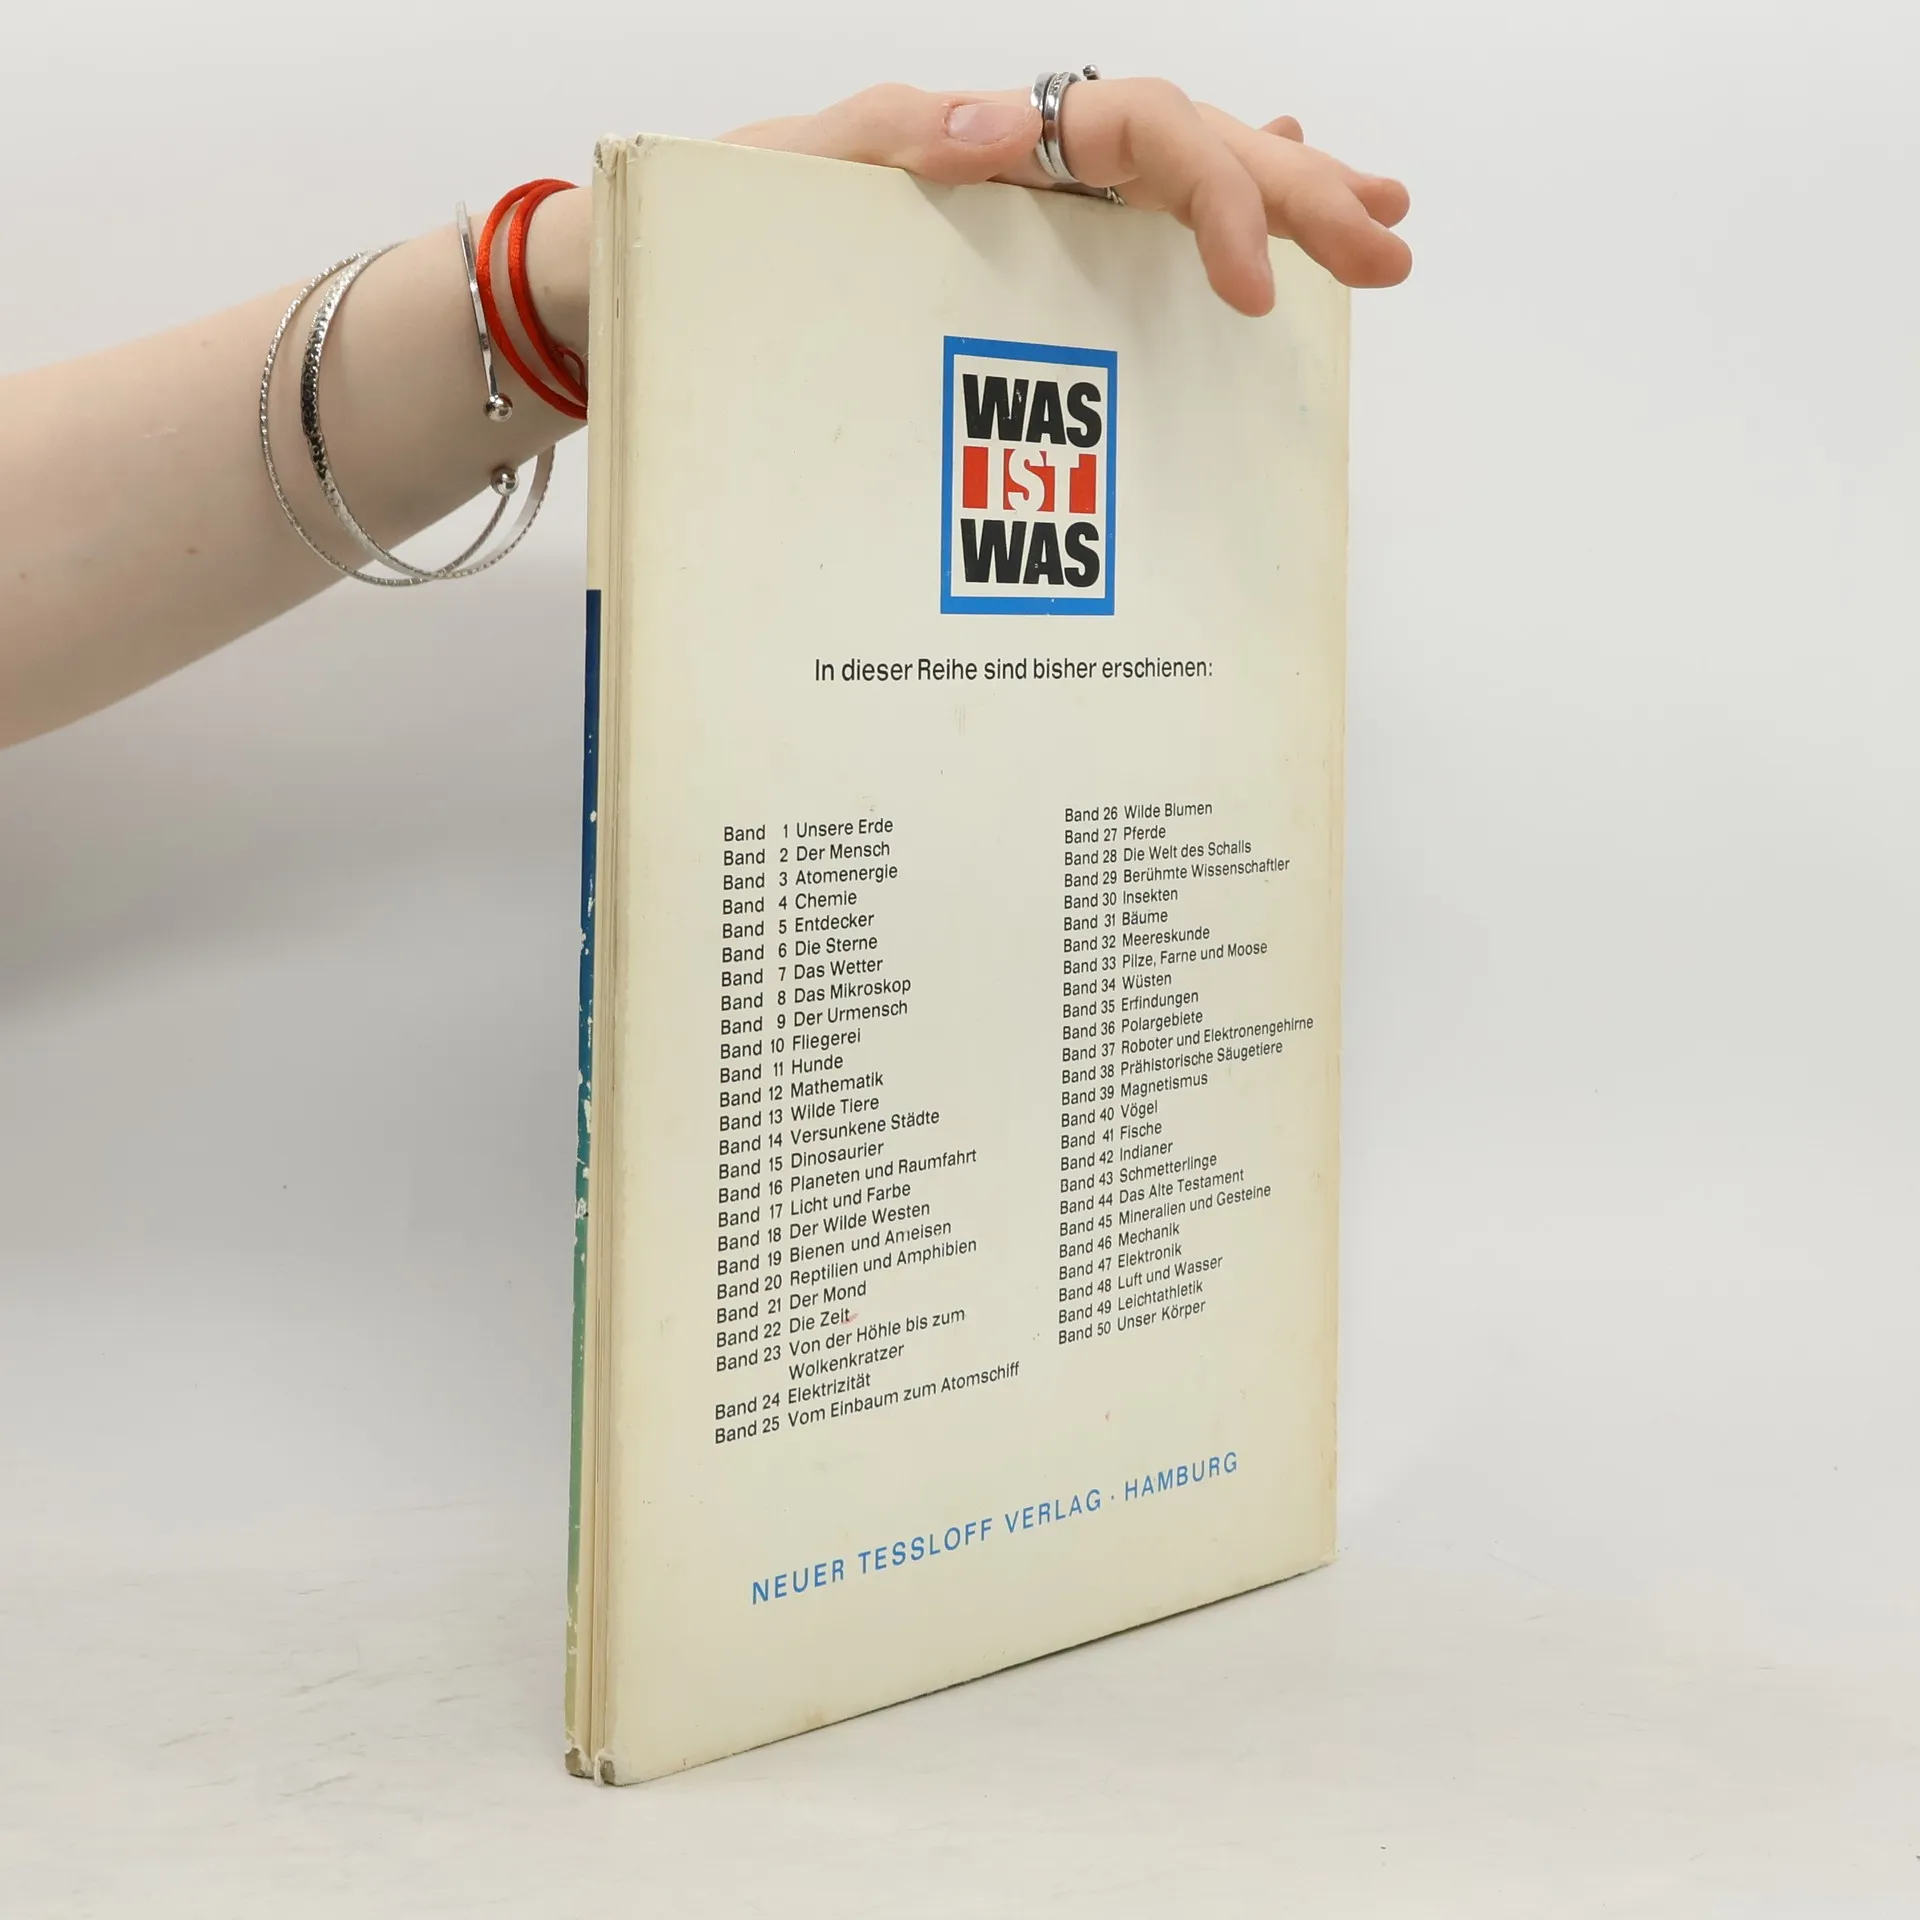 WAS
IST
WAS
In dieser Reihe sind bisher erschienen:
Band 1 Unsere Erde
Band 2 Der Mensch
Band 3 Atomenergie
Band 4 Chemie
Band 5 Entdecker
Band 6 Die Sterne
Band 7 Das Wetter
Band 8 Das Mikroskop
Band 9 Der Urmensch
Band 10 Fliegerei
Band 11 Hunde
Band 12 Mathematik
Band 13 Wilde Tiere
Band 14 Versunkene Städte
Band 15 Dinosaurier
Band 16 Planeten und Raumfahrt
Band 17 Licht und Farbe
Band 18 Der Wilde Westen
Band 19 Bienen und Ameisen
Band 20 Reptilien und Amphibien
Band 21 Der Mond
Band 22 Die Zeit
Band 23 Von der Höhle bis zum
Wolkenkratzer
Band 24 Elektrizität
Band 25 Vom Einbaum zum Atomschiff
Band 26 Wilde Blumen
Band 27 Pferde
Band 28 Die Welt des Schalls
Band 29 Berühmte Wissenschaftler
Band 30 Insekten
Band 31 Bäume
Band 32 Meereskunde
Band 33 Pilze, Farne und Moose
Band 34 Wüsten
Band 35 Erfindungen
Band 36 Polargebiete
Band 37 Roboter und Elektronengehirne
Band 38 Prähistorische Säugetiere
Band 39 Magnetismus
Band 40 Vögel
Band 41 Fische
Band 42 Indianer
Band 43 Schmetterlinge
Band 44 Das Alte Testament
Band 45 Mineralien und Gesteine
Band 46 Mechanik
Band 47 Elektronik
Band 48 Luft und Wasser
Band 49 Leichtathletik
Band 50 Unser Körper
NEUER TESSLOFF VERLAG · HAMBURG